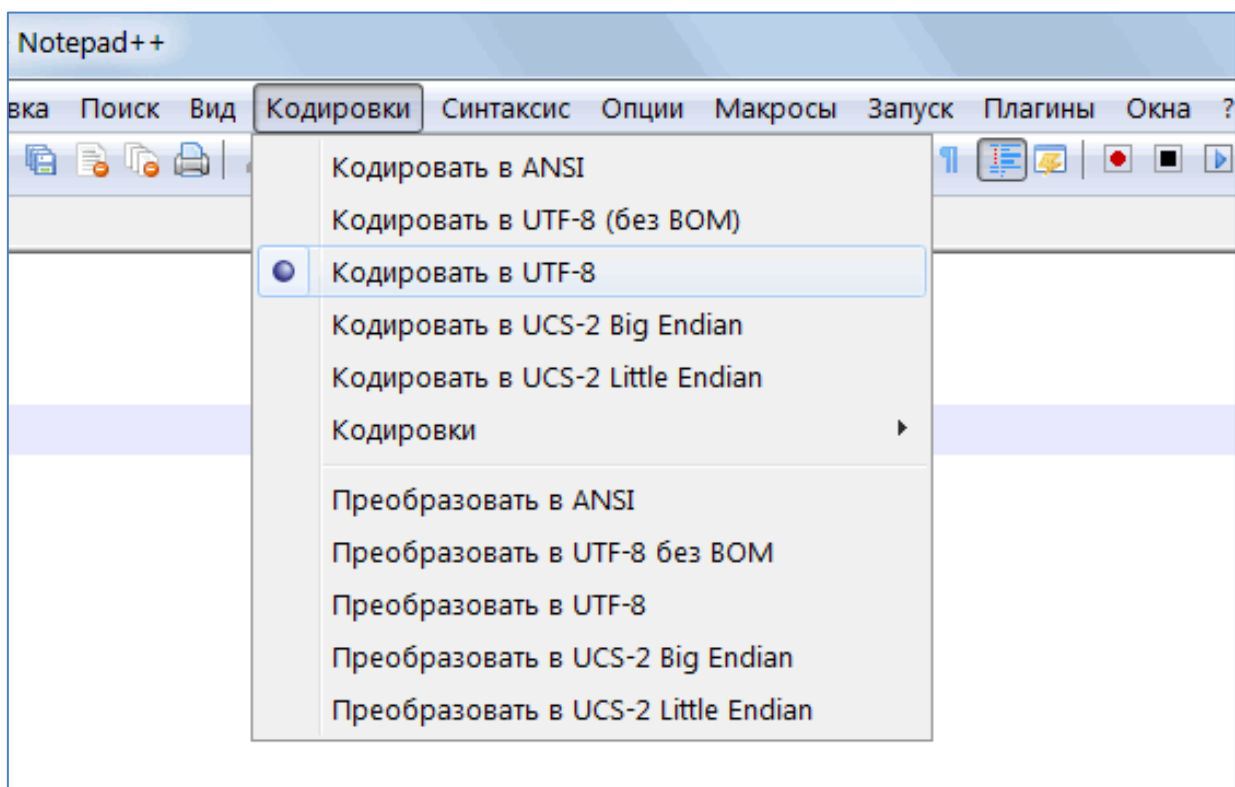 Notepad++
вка Поиск Вид Кодировки Синтаксис Опции Макросы Запуск Плагины Окна ?
Кодировать в ANSI
Кодировать в UTF-8 (без BOM)
Кодировать в UTF-8
Кодировать в UCS-2 Big Endian
Кодировать в UCS-2 Little Endian
Кодировки
Преобразовать в ANSI
Преобразовать в UTF-8 без BOM
Преобразовать в UTF-8
Преобразовать в UCS-2 Big Endian
Преобразовать в UCS-2 Little Endian